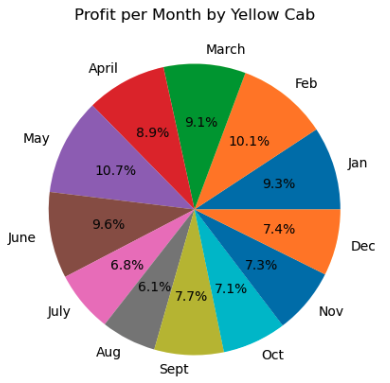 Profit per Month by Yellow Cab
March
April
Feb
9.1%
8.9%
10.1%
May
Jan
10.7%
9.3%
9.6%
7.4%
June
Dec
6.8%
7.3%
6.1%
7.7%
7.1%
July
Nov
Aug
Oct
Sept